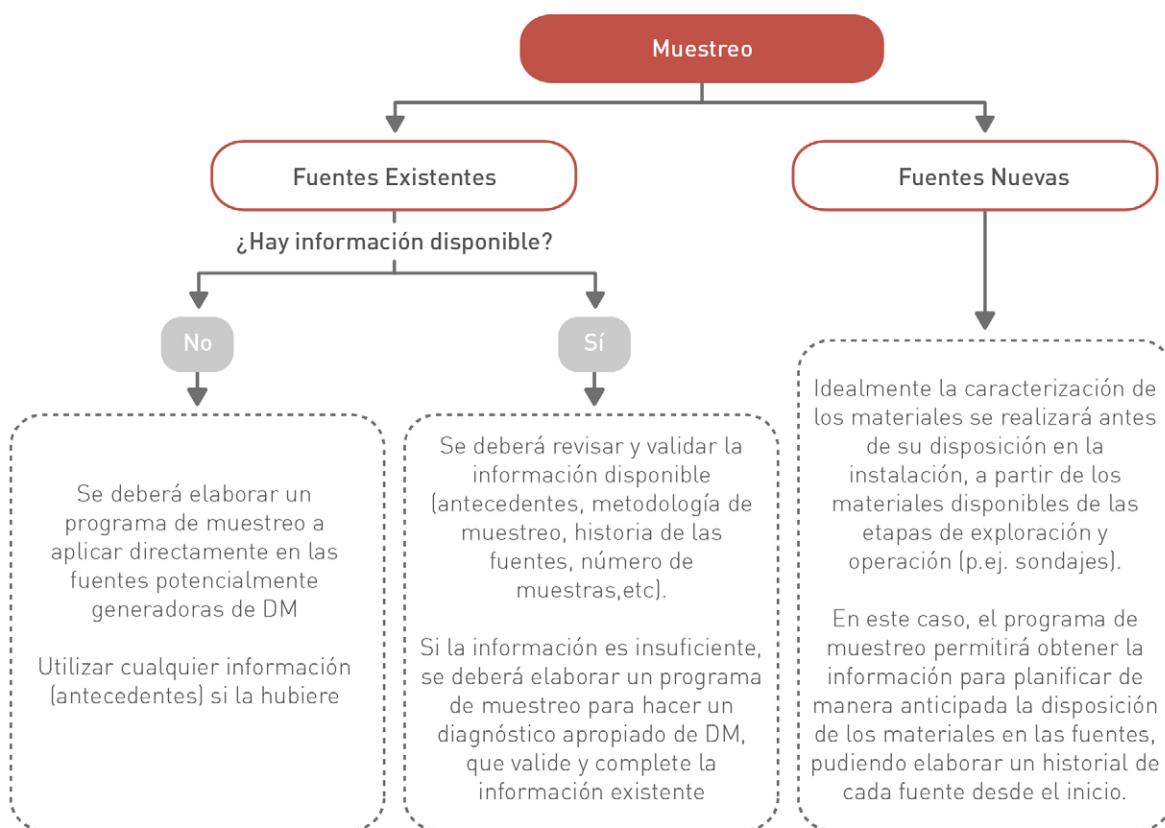 Muestreo
Fuentes Existentes
Fuentes Nuevas
¿Hay información disponible?
No
Sí
Se deberá elaborar un
programa de muestreo a
aplicar directamente en las
fuentes potencialmente
generadoras de DM
Utilizar cualquier información
(antecedentes) si la hubiere
Se deberá revisar y validar la
información disponible
(antecedentes, metodología de
muestreo, historia de las
fuentes, número de
muestras,etc).
Si la información es insuficiente,
se deberá elaborar un programa
de muestreo para hacer un
diagnóstico apropiado de DM,
que valide y complete la
información existente
Idealmente la caracterización de
los materiales se realizará antes
de su disposición en la
instalación, a partir de los
materiales disponibles de las
etapas de exploración y
operación (p.ej. sondajes).
En este caso, el programa de
muestreo permitirá obtener la
información para planificar de
manera anticipada la disposición
de los materiales en las fuentes,
pudiendo elaborar un historial de
cada fuente desde el inicio.